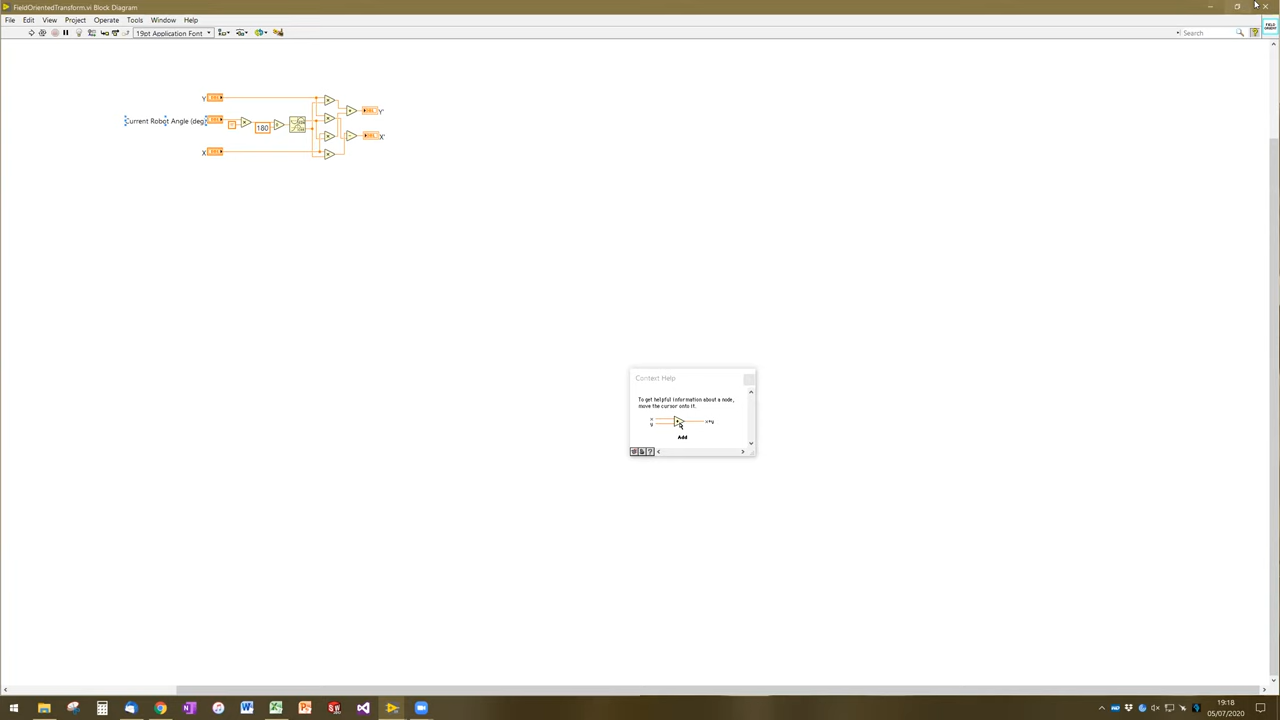 FieldOrientedTransform.vi Block Diagram
File Edit View Project Operate Tools Window Help
19pt Application Font
Search
FIELD
ORIENT
Y
Y'
Current Robot Angle (deg)
180
X'
X
Context Help
To get helpful information about a node,
move the cursor onto it.
x
y
x+y
Add
19:18
05/07/2020